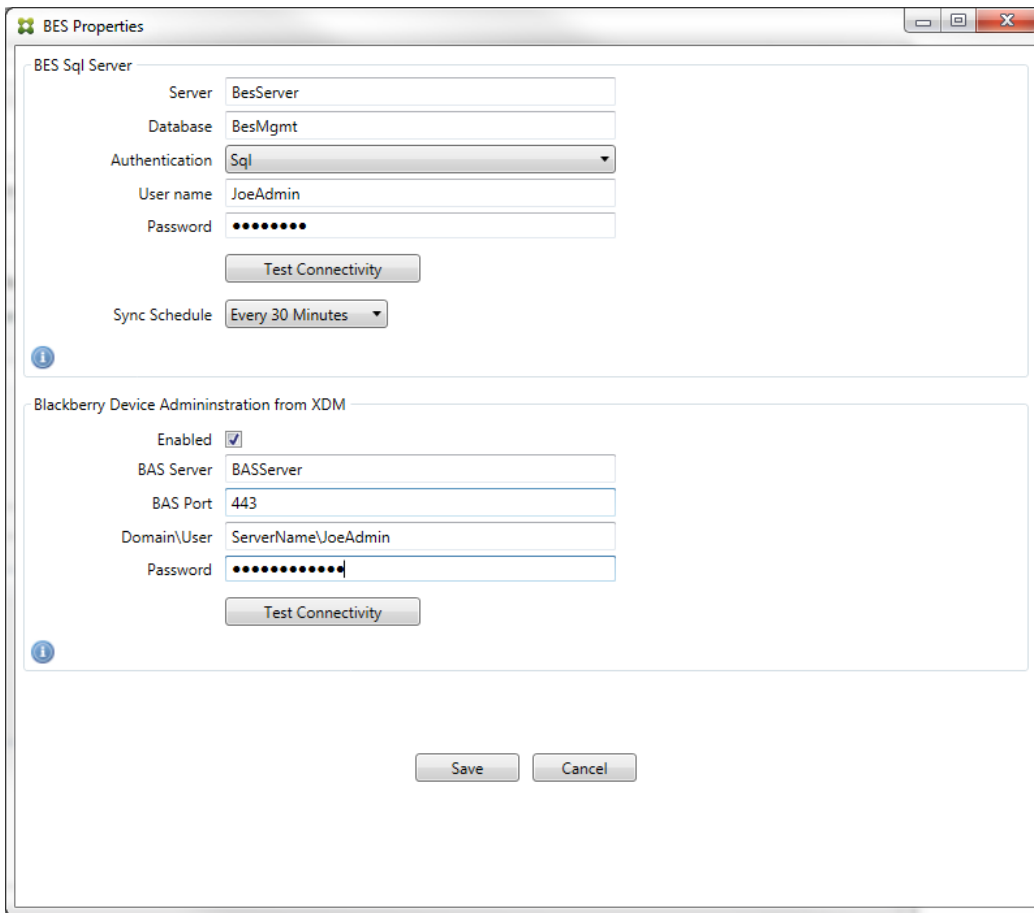 BES Properties
BES Sql Server
Server BesServer
Database BesMgmt
Authentication Sql
User name JoeAdmin
Password ●●●●●●●●
Test Connectivity
Sync Schedule Every 30 Minutes
Blackberry Device Admininstration from XDM
Enabled
BAS Server BASServer
BAS Port 443
Domain\User ServerName\JoeAdmin
Password ●●●●●●●●●●●●
Test Connectivity
Save Cancel